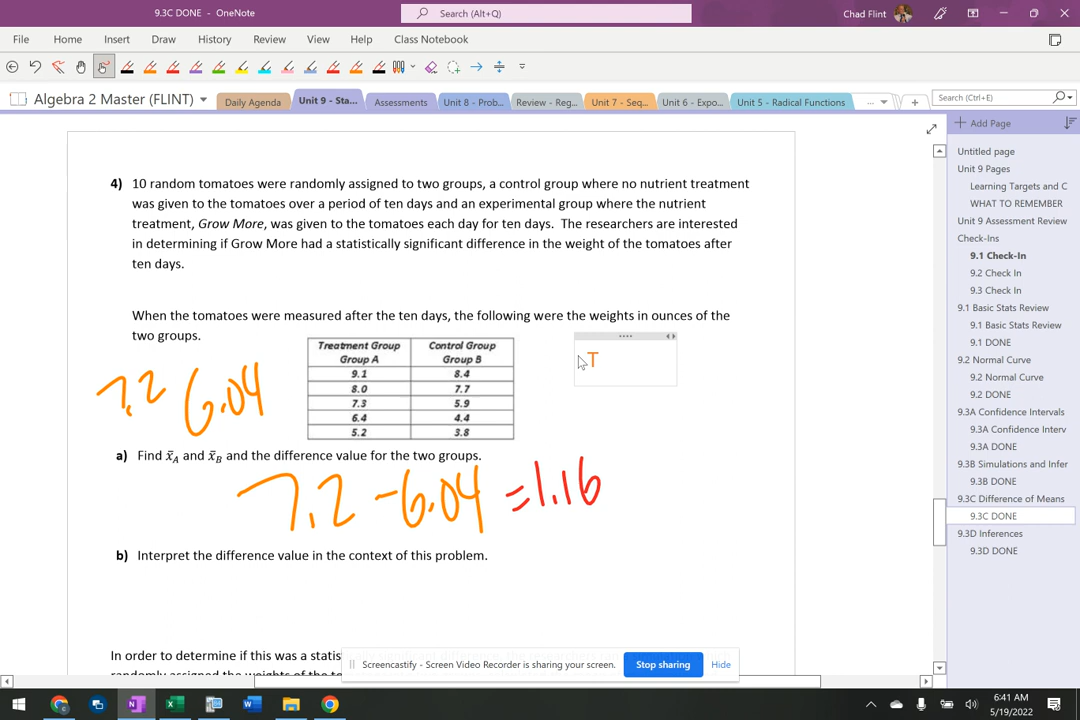 9.3C DONE - OneNote
Search (Alt+Q)
Chad Flint
File Home Insert Draw History Review View Help Class Notebook
Algebra 2 Master (FLINT)
Daily Agenda
Unit 9 - Sta...
Assessments
Unit 8 - Prob...
Review - Reg...
Unit 7 - Seq...
Unit 6 - Expo...
Unit 5 - Radical Functions
...
Search (Ctrl+E)
Add Page
Untitled page
Unit 9 Pages
Learning Targets and C
WHAT TO REMEMBER
Unit 9 Assessment Review
Check-Ins
9.1 Check-In
9.2 Check In
9.3 Check In
9.1 Basic Stats Review
9.1 Basic Stats Review
9.1 DONE
9.2 Normal Curve
9.2 Normal Curve
9.2 DONE
9.3A Confidence Intervals
9.3A Confidence Interv
9.3A DONE
9.3B Simulations and Infer
9.3B DONE
9.3C Difference of Means
9.3C DONE
9.3D Inferences
9.3D DONE
4) 10 random tomatoes were randomly assigned to two groups, a control group where no nutrient treatment
was given to the tomatoes over a period of ten days and an experimental group where the nutrient
treatment, Grow More, was given to the tomatoes each day for ten days. The researchers are interested
in determining if Grow More had a statistically significant difference in the weight of the tomatoes after
ten days.
When the tomatoes were measured after the ten days, the following were the weights in ounces of the
two groups.
Treatment Group Control Group
Group A Group B
9.1 8.4
8.0 7.7
7.3 5.9
6.4 4.4
5.2 3.8
T
7.2 6.04
a) Find x̄A and x̄B and the difference value for the two groups.
7.2 - 6.04 = 1.16
b) Interpret the difference value in the context of this problem.
In order to determine if this was a statis
Screencastify - Screen Video Recorder is sharing your screen.
Stop sharing
Hide
6:41 AM
5/19/2022